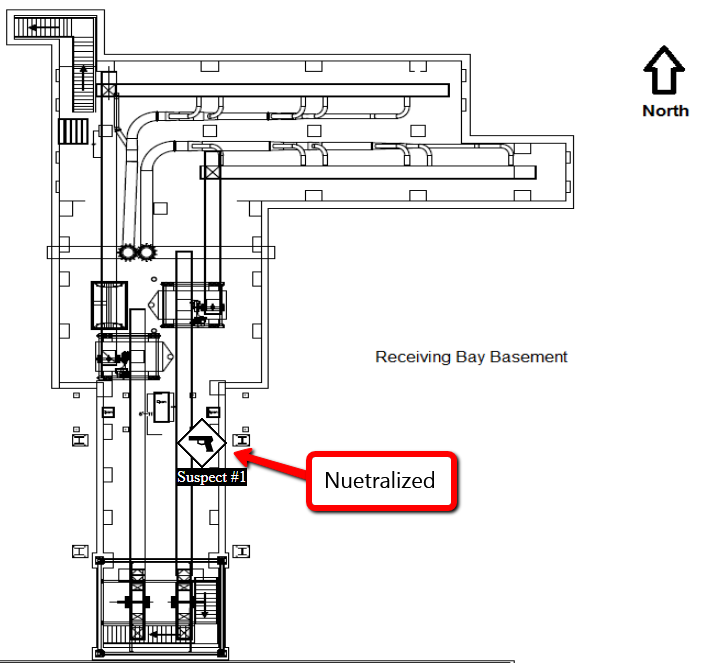 North
Receiving Bay Basement
Suspect #1
Nuetralized